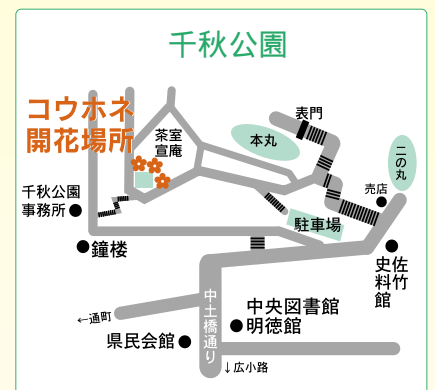 千秋公園
コウホネ
開花場所
茶室
宣庵
表門
本丸
二の丸
売店
千秋公園
事務所
駐車場
鐘楼
佐竹
史料館
中土橋通り
中央図書館
明徳館
←通町
県民会館
↓広小路